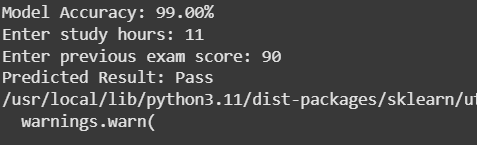 Model Accuracy: 99.00%
Enter study hours: 11
Enter previous exam score: 90
Predicted Result: Pass
/usr/local/lib/python3.11/dist-packages/sklearn/ut
  warnings.warn(